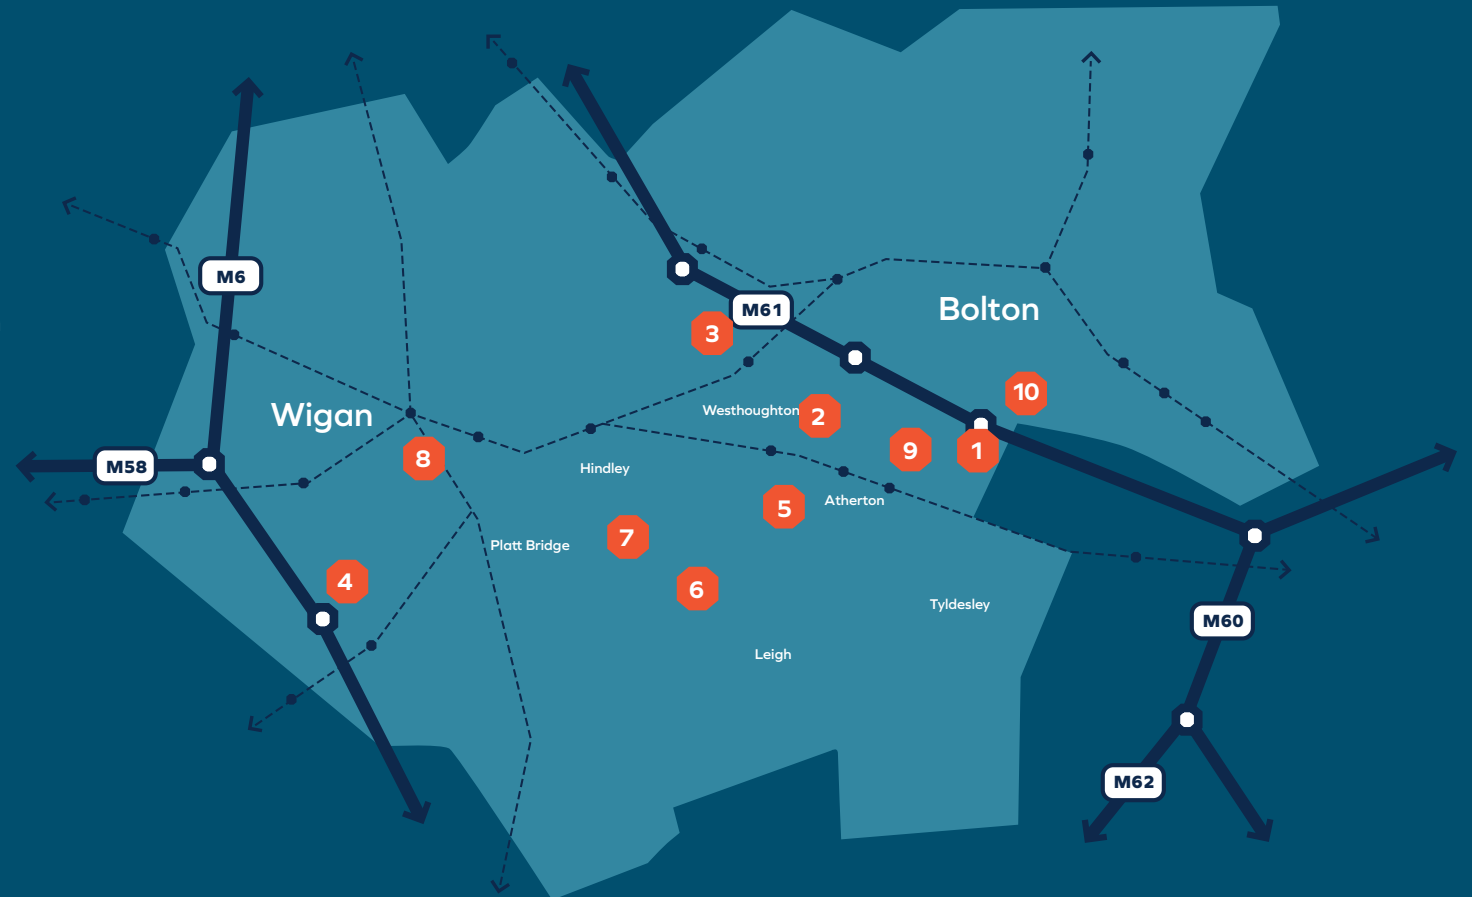 M6
M61
3
Bolton
10
Wigan
Westhoughton
2
9
1
M58
8
Hindley
5
Atherton
7
Platt Bridge
4
6
Tyldesley
M60
Leigh
M62